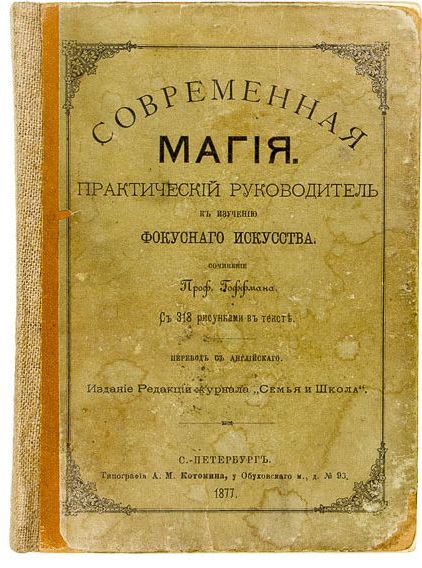 СОВРЕМЕННАЯ
МАГІЯ.
ПРАКТИЧЕСКІЙ РУКОВОДИТЕЛЬ
КЪ ИЗУЧЕНІЮ
ФОКУСНАГО ИСКУССТВА.
СОЧИНЕНІЕ
Проф. Гоффмана.
Съ 318 рисунками въ текстѣ.
ПЕРЕВОДЪ СЪ АНГЛІЙСКАГО.
Изданіе Редакціи журнала „Семья и Школа“.
С.-ПЕТЕРБУРГЪ.
Типографія А. М. Котомина, у Обуховскаго м., д. № 93.
1877.